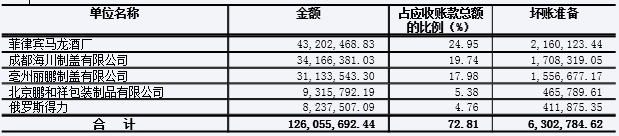 单位名称 金额 占应收账款总额的比例（%） 坏账准备
菲律宾马龙酒厂 43,202,468.83 24.95 2,160,123.44
成都海川制盖有限公司 34,166,381.03 19.74 1,708,319.05
亳州丽鹏制盖有限公司 31,133,543.30 17.98 1,556,677.17
北京鹏和祥包装制品有限公司 9,315,792.19 5.38 465,789.61
俄罗斯得力 8,237,507.09 4.76 411,875.35
合 计 126,055,692.44 72.81 6,302,784.62